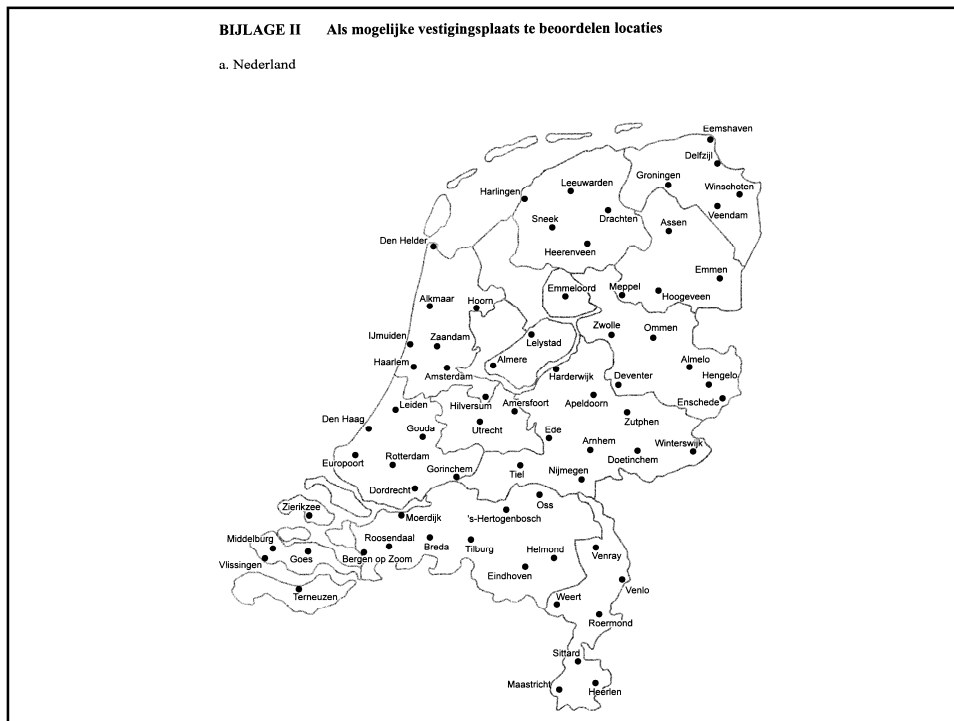 BIJLAGE II Als mogelijke vestigingsplaats te beoordelen locaties
a. Nederland
Eemshaven
Delfzijl
Groningen
Winschoten
Leeuwarden
Harlingen
Veendam
Drachten
Sneek
Assen
Den Helder
Heerenveen
Emmen
Emmeloord
Meppel
Hoogeveen
Alkmaar
Hoorn
Zwolle
Ommen
IJmuiden
Zaandam
Lelystad
Haarlem
Almere
Almelo
Amsterdam
Harderwijk
Deventer
Hengelo
Enschede
Leiden
Hilversum
Amersfoort
Apeldoorn
Den Haag
Gouda
Utrecht
Zutphen
Ede
Arnhem
Winterswijk
Doetinchem
Europoort
Rotterdam
Gorinchem
Tiel
Nijmegen
Dordrecht
Zierikzee
Oss
Moerdijk
's-Hertogenbosch
Middelburg
Roosendaal
Breda
Tilburg
Helmond
Venray
Vlissingen
Goes
Bergen op Zoom
Eindhoven
Venlo
Terneuzen
Weert
Roermond
Sittard
Maastricht
Heerlen